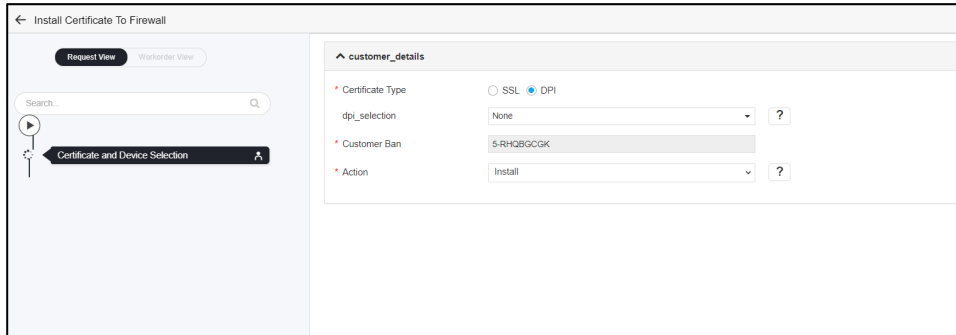 ← Install Certificate To Firewall
Request View Workorder View
Search...
Certificate and Device Selection
customer_details
* Certificate Type SSL DPI
dpi_selection None ?
* Customer Ban 5-RHQBGCGK
* Action Install ?